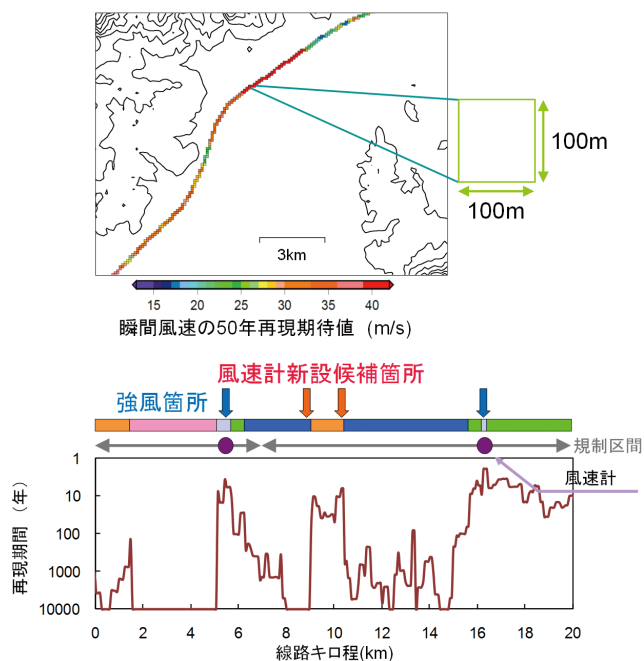 100m
100m
3km
15 20 25 30 35 40
瞬間風速の50年再現期待値 (m/s)
風速計新設候補箇所
強風箇所
規制区間
風速計
再現期間（年）
1
10
100
1000
10000
0 2 4 6 8 10 12 14 16 18 20
線路キロ程(km)